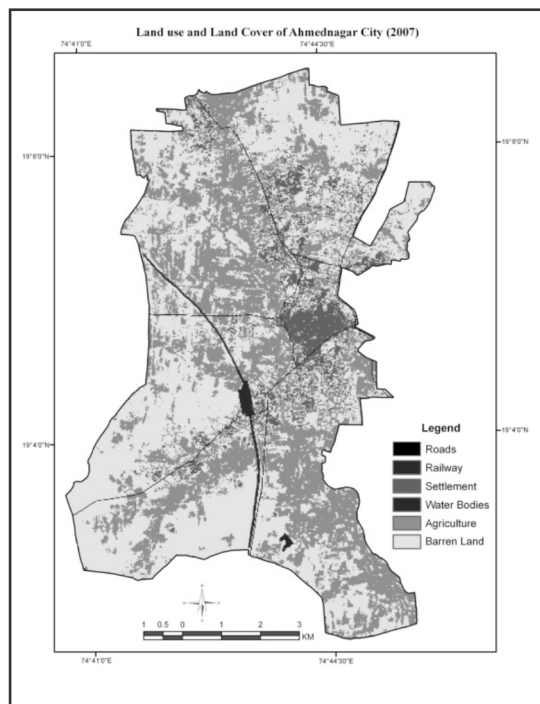 Land use and Land Cover of Ahmednagar City (2007)
74°41'0"E 74°44'30"E
19°8'0"N 19°8'0"N
19°4'0"N 19°4'0"N
Legend
Roads
Railway
Settlement
Water Bodies
Agriculture
Barren Land
1 0.5 0 1 2 3
KM
74°41'0"E 74°44'30"E